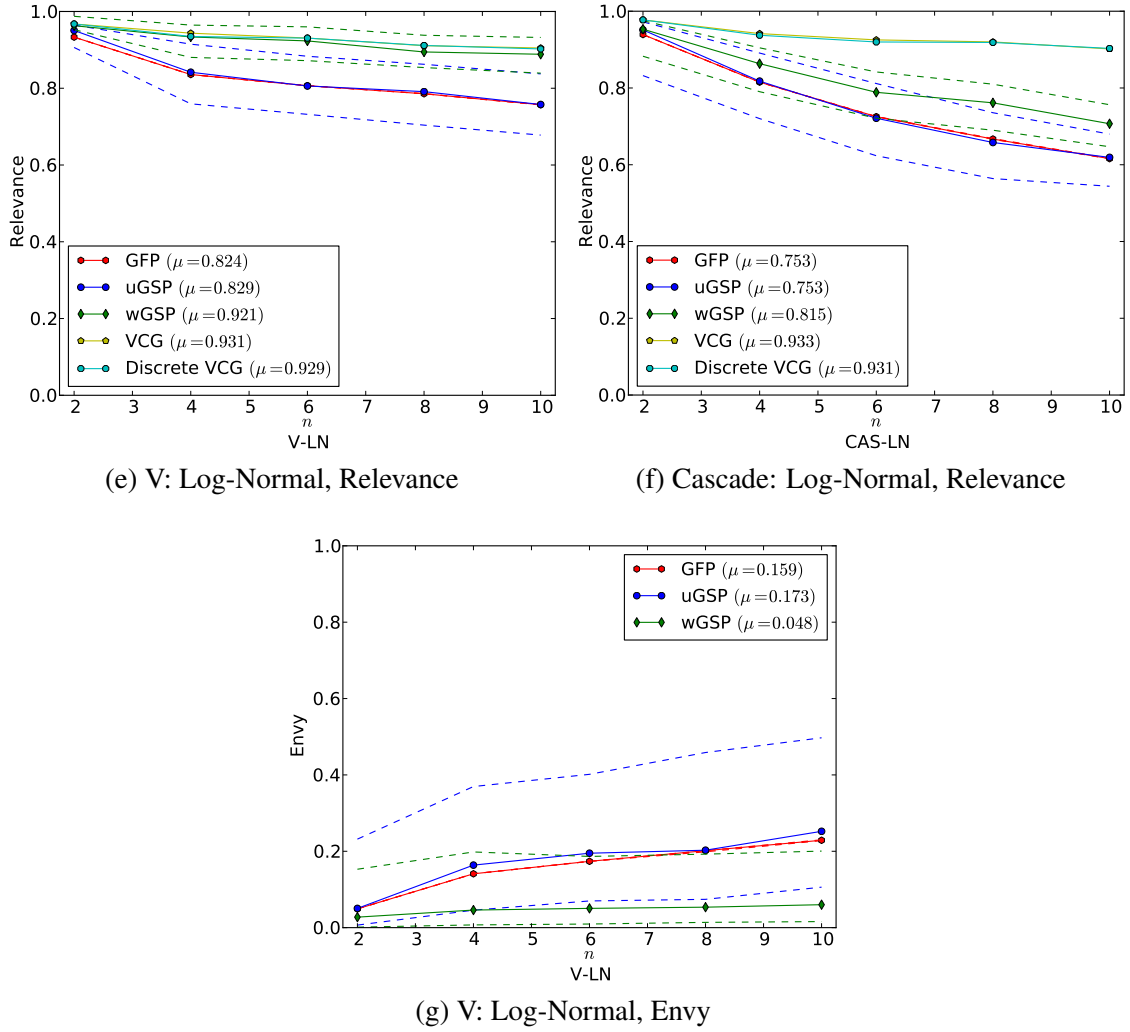 1.0
0.8
0.6
0.4
0.2
0.0
Relevance
GFP (μ=0.824)
uGSP (μ=0.829)
wGSP (μ=0.921)
VCG (μ=0.931)
Discrete VCG (μ=0.929)
2 3 4 5 6 7 8 9 10
n
V-LN
(e) V: Log-Normal, Relevance
1.0
0.8
0.6
0.4
0.2
0.0
Relevance
GFP (μ=0.753)
uGSP (μ=0.753)
wGSP (μ=0.815)
VCG (μ=0.933)
Discrete VCG (μ=0.931)
2 3 4 5 6 7 8 9 10
n
CAS-LN
(f) Cascade: Log-Normal, Relevance
1.0
0.8
0.6
0.4
0.2
0.0
Envy
GFP (μ=0.159)
uGSP (μ=0.173)
wGSP (μ=0.048)
2 3 4 5 6 7 8 9 10
n
V-LN
(g) V: Log-Normal, Envy